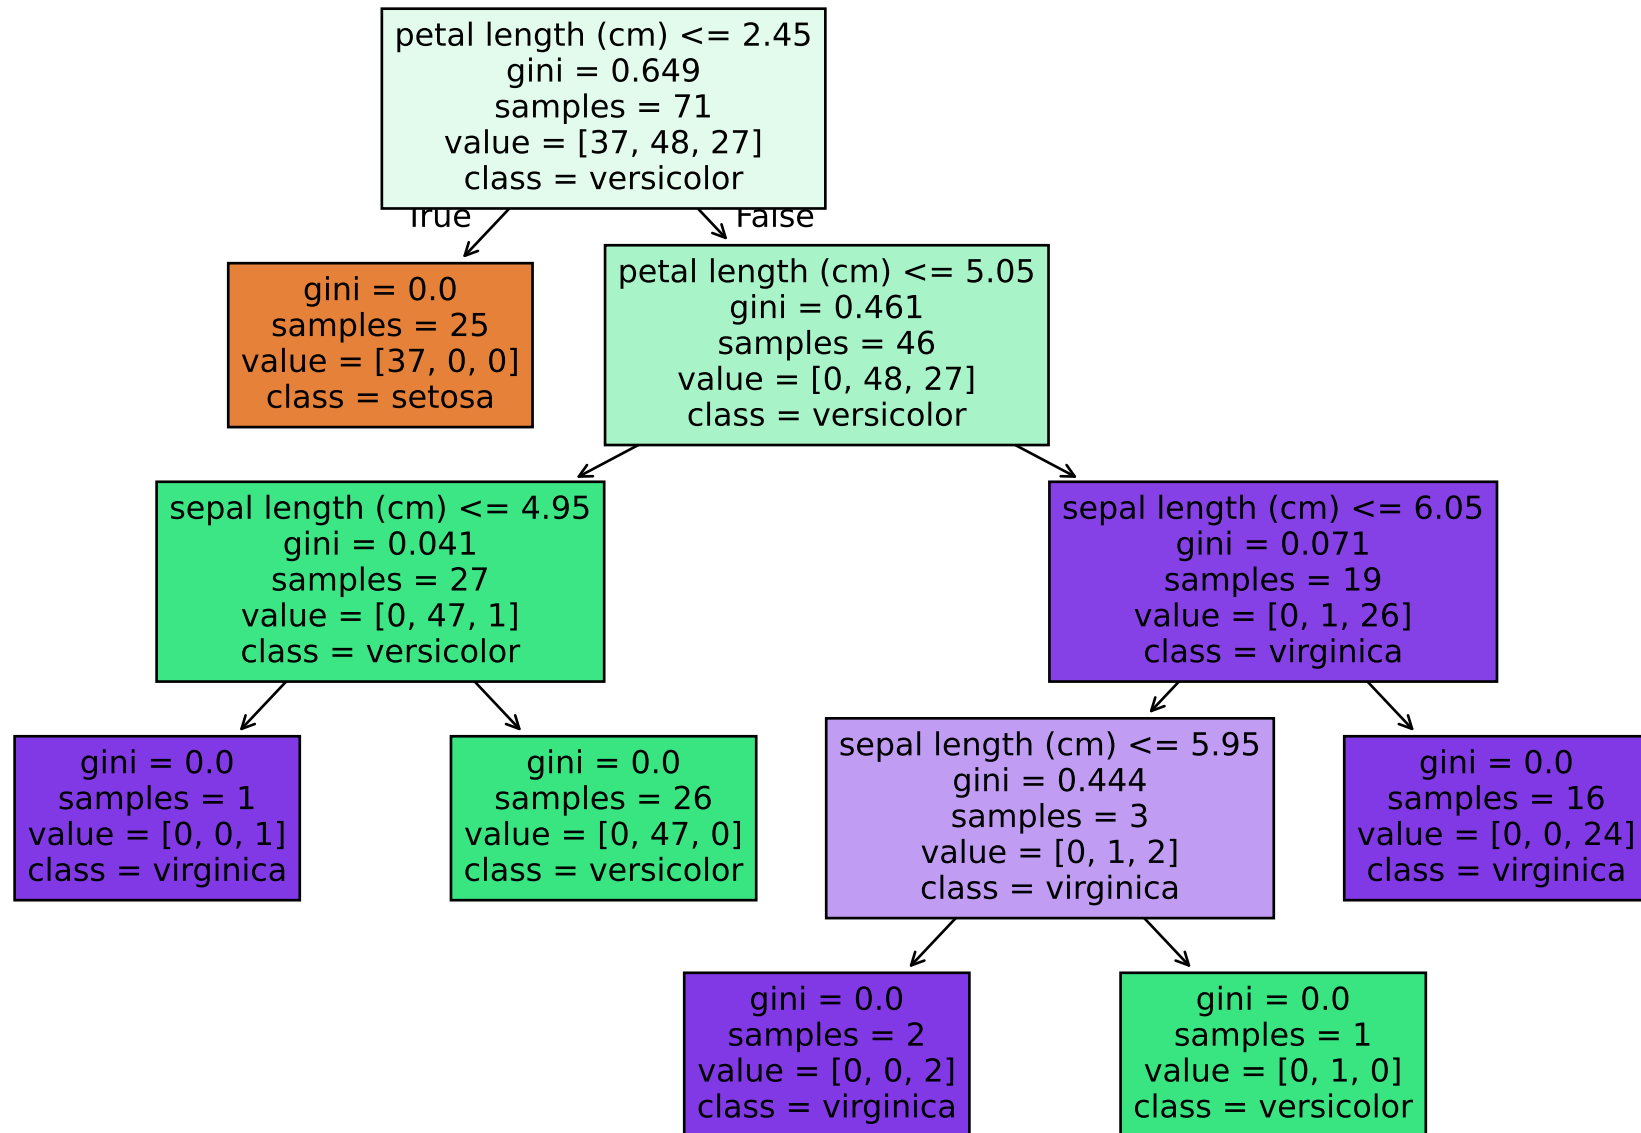 petal length (cm) <= 2.45
gini = 0.649
samples = 71
value = [37, 48, 27]
class = versicolor
True
False
gini = 0.0
samples = 25
value = [37, 0, 0]
class = setosa
petal length (cm) <= 5.05
gini = 0.461
samples = 46
value = [0, 48, 27]
class = versicolor
sepal length (cm) <= 4.95
gini = 0.041
samples = 27
value = [0, 47, 1]
class = versicolor
sepal length (cm) <= 6.05
gini = 0.071
samples = 19
value = [0, 1, 26]
class = virginica
gini = 0.0
samples = 1
value = [0, 0, 1]
class = virginica
gini = 0.0
samples = 26
value = [0, 47, 0]
class = versicolor
sepal length (cm) <= 5.95
gini = 0.444
samples = 3
value = [0, 1, 2]
class = virginica
gini = 0.0
samples = 16
value = [0, 0, 24]
class = virginica
gini = 0.0
samples = 2
value = [0, 0, 2]
class = virginica
gini = 0.0
samples = 1
value = [0, 1, 0]
class = versicolor